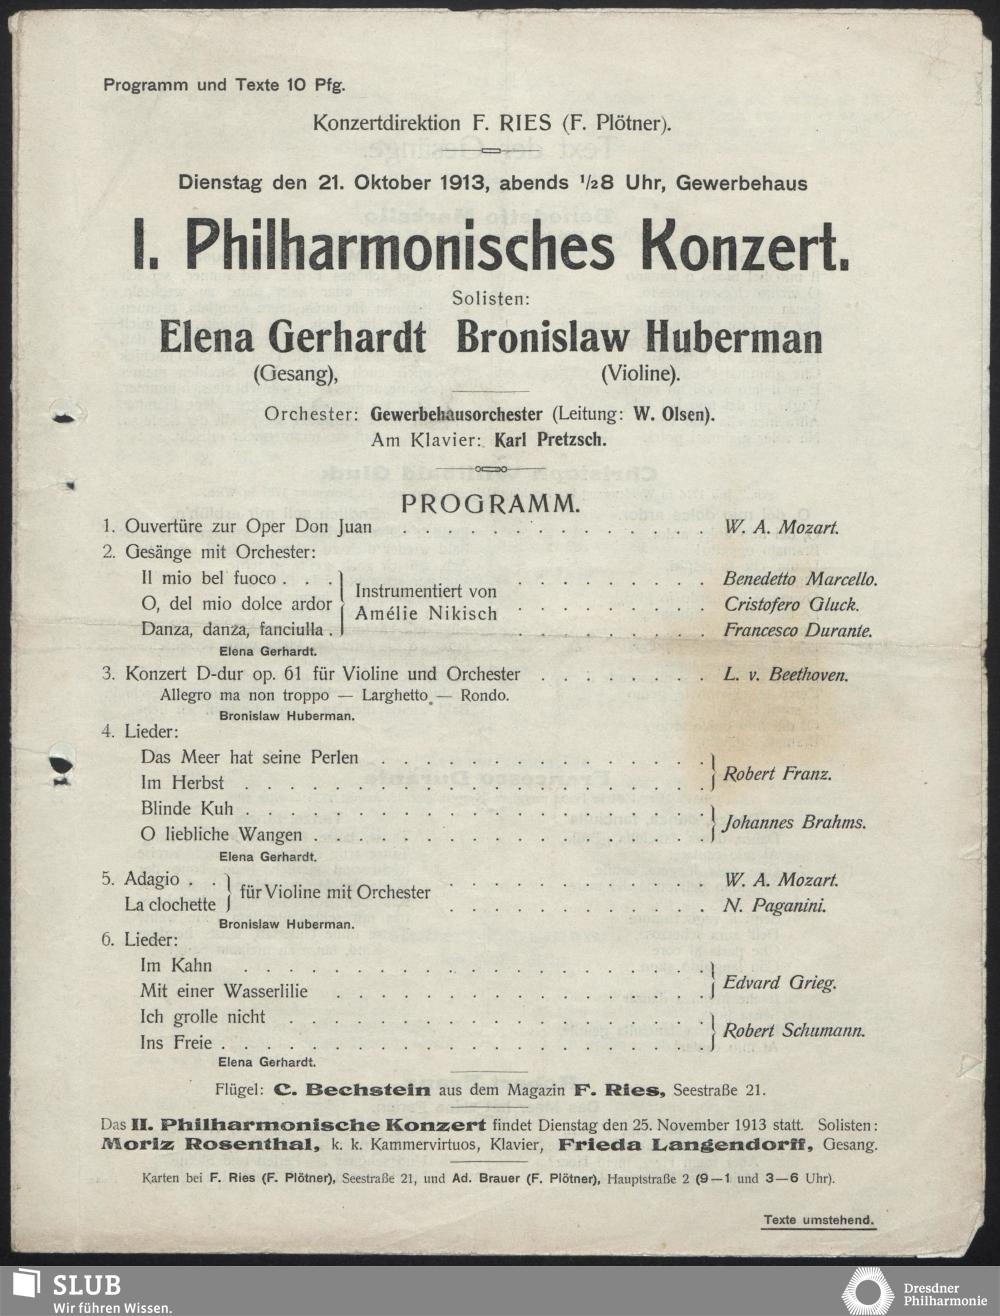 Programm und Texte 10 Pfg.
Konzertdirektion F. RIES (F. Plötner).
Dienstag den 21. Oktober 1913, abends ½8 Uhr, Gewerbehaus
I. Philharmonisches Konzert.
Solisten:
Elena Gerhardt Bronislaw Huberman
(Gesang), (Violine).
Orchester: Gewerbehausorchester (Leitung: W. Olsen).
Am Klavier: Karl Pretzsch.
PROGRAMM.
1. Ouvertüre zur Oper Don Juan . . . . . . . . . . W. A. Mozart.
2. Gesänge mit Orchester:
Il mio bel fuoco . . . Benedetto Marcello.
O, del mio dolce ardor Instrumentiert von Amélie Nikisch Cristofero Gluck.
Danza, danza, fanciulla . Francesco Durante.
Elena Gerhardt.
3. Konzert D-dur op. 61 für Violine und Orchester . . . . . . . L. v. Beethoven.
Allegro ma non troppo — Larghetto — Rondo.
Bronislaw Huberman.
4. Lieder:
Das Meer hat seine Perlen
Im Herbst Robert Franz.
Blinde Kuh
O liebliche Wangen Johannes Brahms.
Elena Gerhardt.
5. Adagio . . für Violine mit Orchester W. A. Mozart.
La clochette N. Paganini.
Bronislaw Huberman.
6. Lieder:
Im Kahn
Mit einer Wasserlilie Edvard Grieg.
Ich grolle nicht
Ins Freie Robert Schumann.
Elena Gerhardt.
Flügel: C. Bechstein aus dem Magazin F. Ries, Seestraße 21.
Das II. Philharmonische Konzert findet Dienstag den 25. November 1913 statt. Solisten:
Moriz Rosenthal, k. k. Kammervirtuos, Klavier, Frieda Langendorff, Gesang.
Karten bei F. Ries (F. Plötner), Seestraße 21, und Ad. Brauer (F. Plötner), Hauptstraße 2 (9—1 und 3—6 Uhr).
Texte umstehend.
SLUB
Wir führen Wissen.
Dresdner
Philharmonie